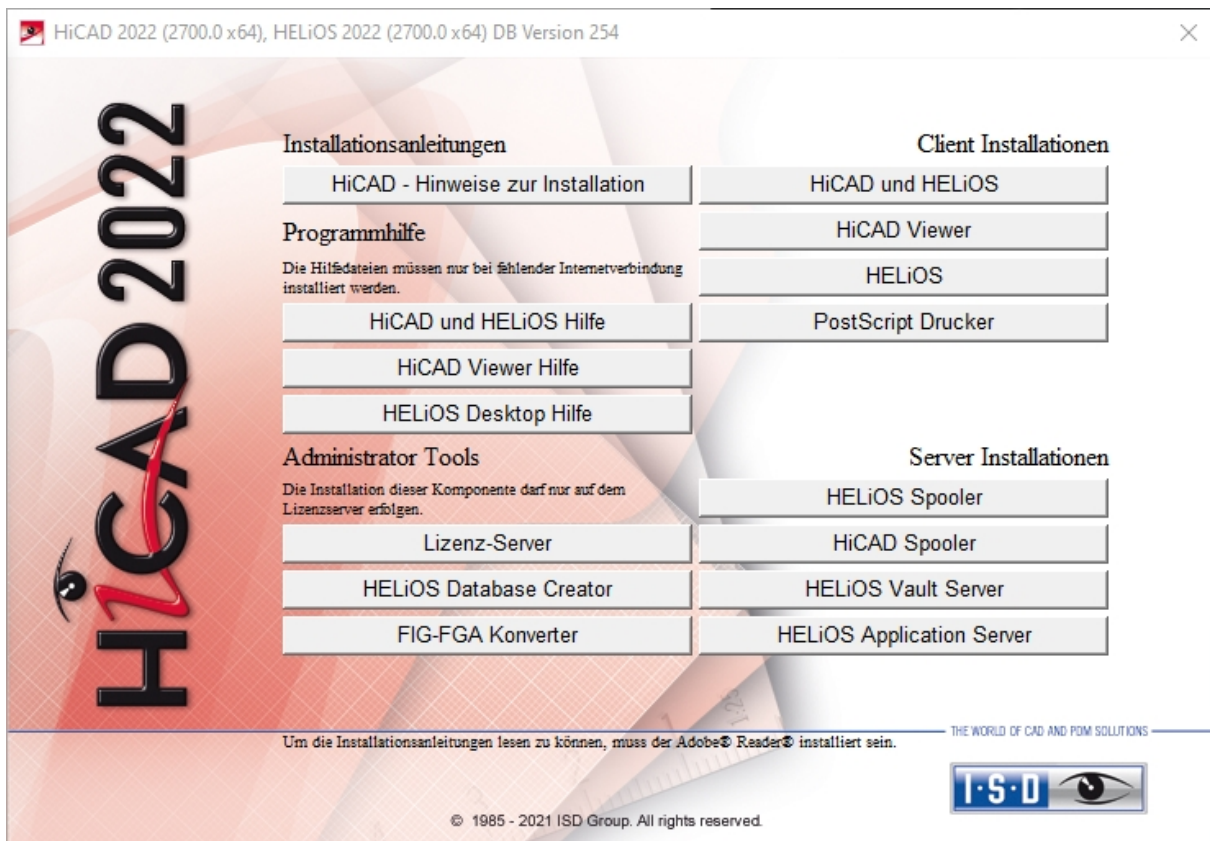 HiCAD 2022 (2700.0 x64), HELiOS 2022 (2700.0 x64) DB Version 254
HiCAD 2022
Installationsanleitungen
HiCAD - Hinweise zur Installation
Programmhilfe
Die Hilfedateien müssen nur bei fehlender Internetverbindung
installiert werden.
HiCAD und HELiOS Hilfe
HiCAD Viewer Hilfe
HELiOS Desktop Hilfe
Administrator Tools
Die Installation dieser Komponente darf nur auf dem
Lizenzserver erfolgen.
Lizenz-Server
HELiOS Database Creator
FIG-FGA Konverter
Client Installationen
HiCAD und HELiOS
HiCAD Viewer
HELiOS
PostScript Drucker
Server Installationen
HELiOS Spooler
HiCAD Spooler
HELiOS Vault Server
HELiOS Application Server
1:25
Um die Installationsanleitungen lesen zu können, muss der Adobe® Reader® installiert sein.
THE WORLD OF CAD AND PDM SOLUTIONS
I·S·D
© 1985 - 2021 ISD Group. All rights reserved.